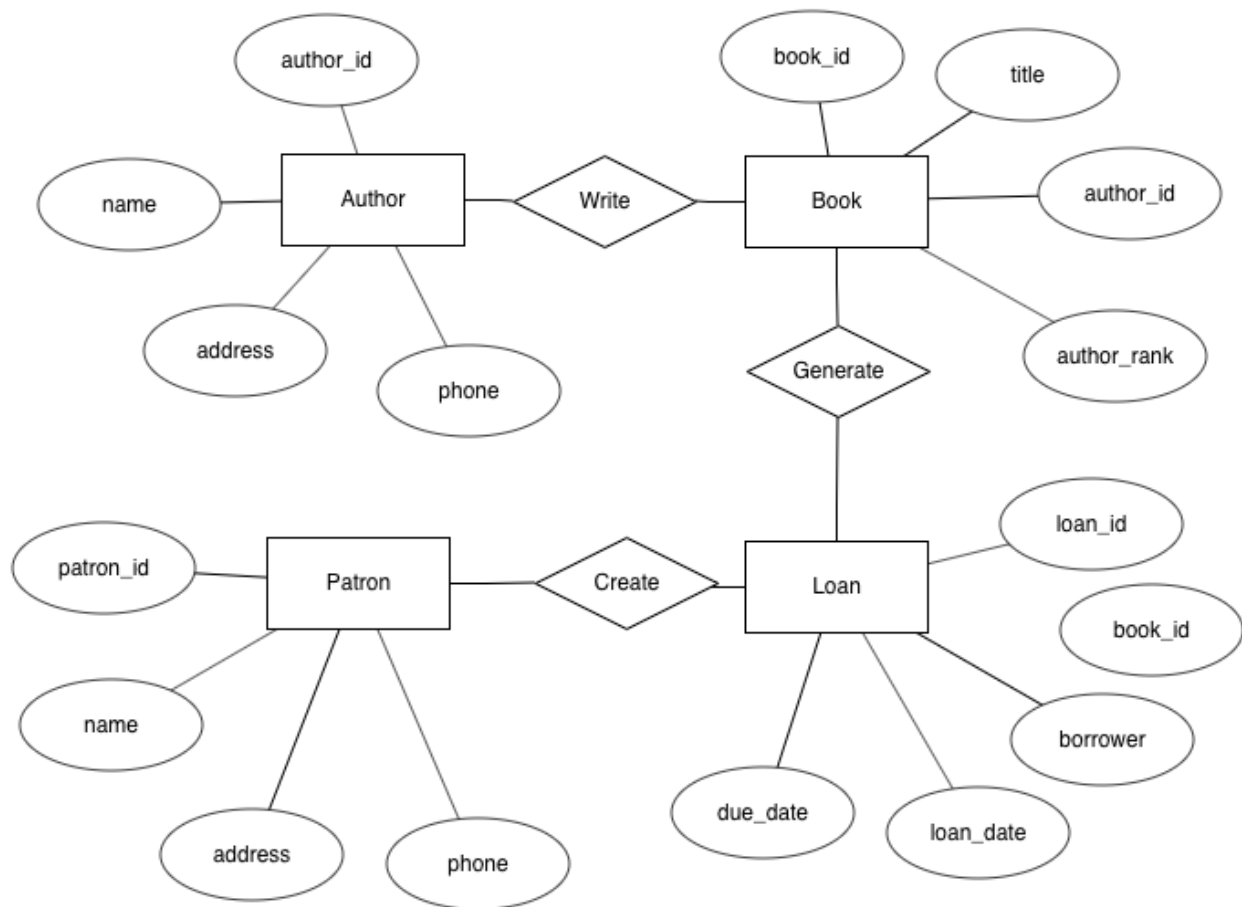 author_id
book_id
title
name
Author
Write
Book
author_id
address
phone
Generate
author_rank
patron_id
Patron
Create
Loan
loan_id
book_id
name
borrower
address
phone
due_date
loan_date